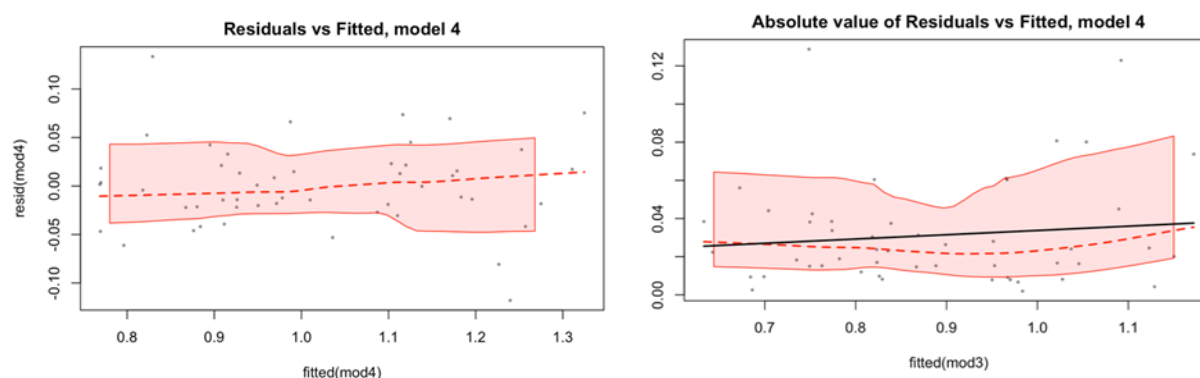 Residuals vs Fitted, model 4
resid(mod4)
0.10
0.05
0.00
-0.05
-0.10
0.8 0.9 1.0 1.1 1.2 1.3
fitted(mod4)
Absolute value of Residuals vs Fitted, model 4
0.12
0.08
0.04
0.00
0.7 0.8 0.9 1.0 1.1
fitted(mod3)